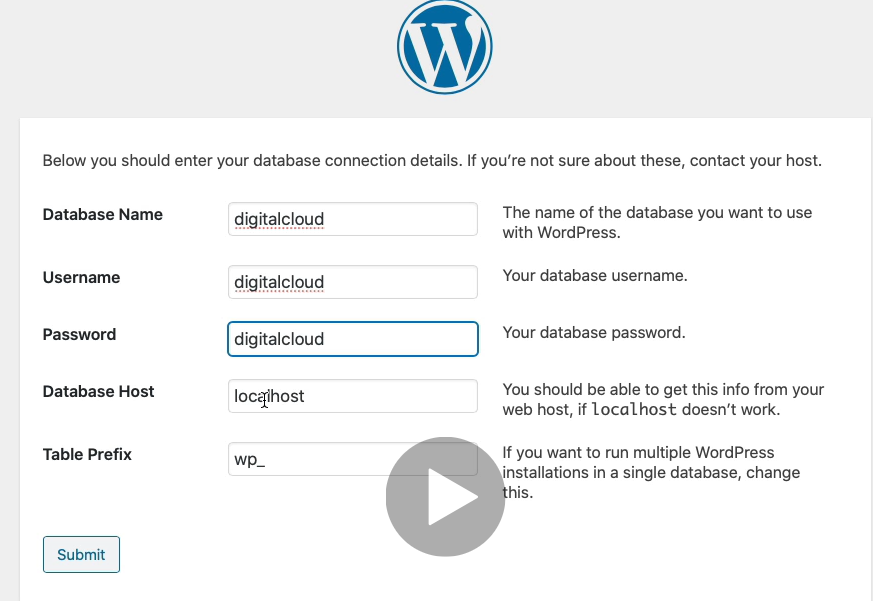 W
Below you should enter your database connection details. If you’re not sure about these, contact your host.
Database Name
digitalcloud
The name of the database you want to use
with WordPress.
Username
digitalcloud
Your database username.
Password
digitalcloud
Your database password.
Database Host
localhost
You should be able to get this info from your
web host, if localhost doesn’t work.
Table Prefix
wp_
If you want to run multiple WordPress
installations in a single database, change
this.
Submit